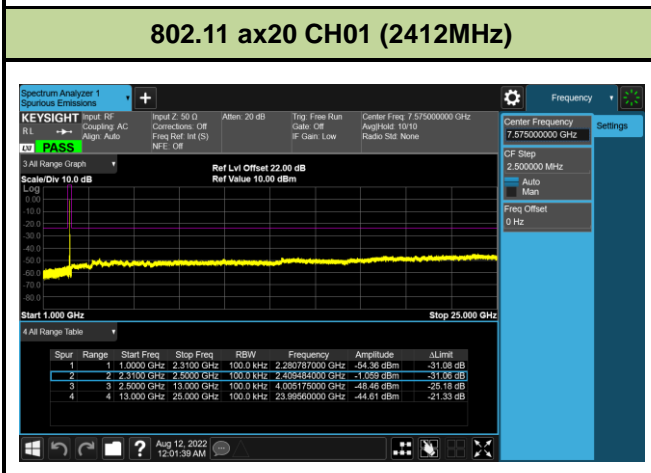 802.11 ax20 CH01 (2412MHz)
Spectrum Analyzer 1
Spurious Emissions
+
Frequency
KEYSIGHT
RL
LXI PASS
Input: RF
Coupling: AC
Align: Auto
Input Z: 50 Ω
Corrections: Off
Freq Ref: Int (S)
NFE: Off
Atten: 20 dB
Trig: Free Run
Gate: Off
IF Gain: Low
Center Freq: 7.575000000 GHz
Avg|Hold: 10/10
Radio Std: None
Center Frequency
7.575000000 GHz
Settings
CF Step
2.500000 MHz
Auto
Man
Freq Offset
0 Hz
3 All Range Graph
Scale/Div 10.0 dB
Ref Lvl Offset 22.00 dB
Ref Value 10.00 dBm
Log
0.00
-10.0
-20.0
-30.0
-40.0
-50.0
-60.0
-70.0
-80.0
Start 1.000 GHz
Stop 25.000 GHz
4 All Range Table
Spur Range Start Freq Stop Freq RBW Frequency Amplitude ΔLimit
1 1 1.0000 GHz 2.3100 GHz 100.0 kHz 2.280787000 GHz -54.36 dBm -31.08 dB
2 2 2.3100 GHz 2.5000 GHz 100.0 kHz 2.409484000 GHz -1.059 dBm -31.06 dB
3 3 2.5000 GHz 13.000 GHz 100.0 kHz 4.005175000 GHz -48.46 dBm -25.18 dB
4 4 13.000 GHz 25.000 GHz 100.0 kHz 23.99560000 GHz -44.61 dBm -21.33 dB
?
Aug 12, 2022
12:01:39 AM